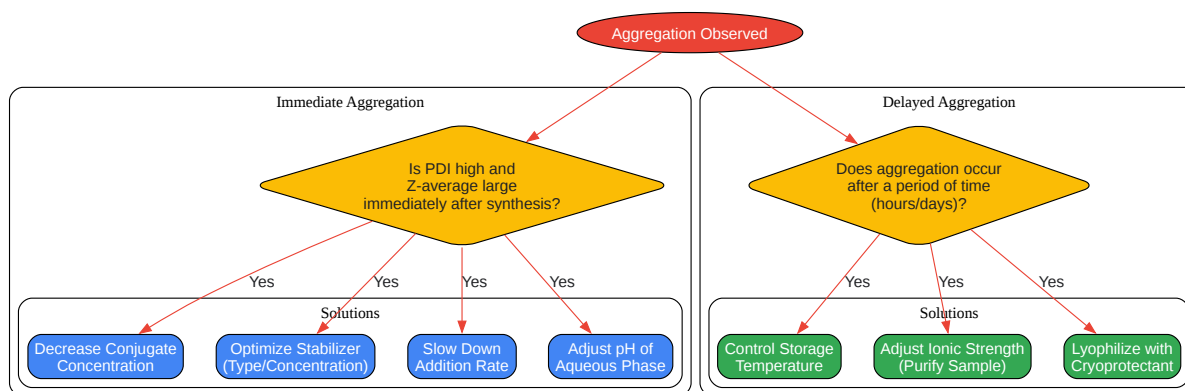 Aggregation Observed
Immediate Aggregation
Is PDI high and
Z-average large
immediately after synthesis?
Yes
Yes
Yes
Yes
Solutions
Decrease Conjugate
Concentration
Optimize Stabilizer
(Type/Concentration)
Slow Down
Addition Rate
Adjust pH of
Aqueous Phase
Delayed Aggregation
Does aggregation occur
after a period of time
(hours/days)?
Yes
Yes
Yes
Solutions
Control Storage
Temperature
Adjust Ionic Strength
(Purify Sample)
Lyophilize with
Cryoprotectant